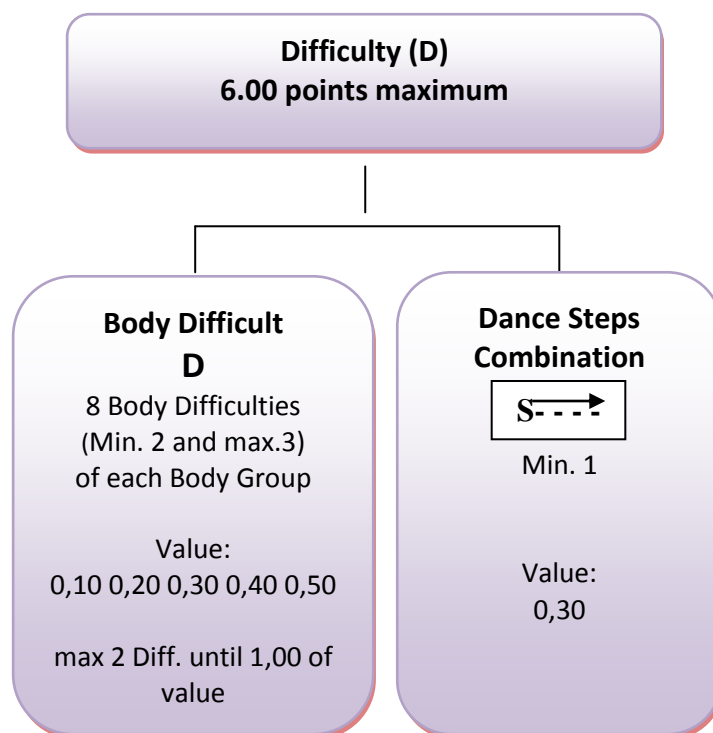 Difficulty (D)
6.00 points maximum
Body Difficult
D
8 Body Difficulties
(Min. 2 and max.3)
of each Body Group
Value:
0,10 0,20 0,30 0,40 0,50
max 2 Diff. until 1,00 of
value
Dance Steps
Combination
S----
Min. 1
Value:
0,30